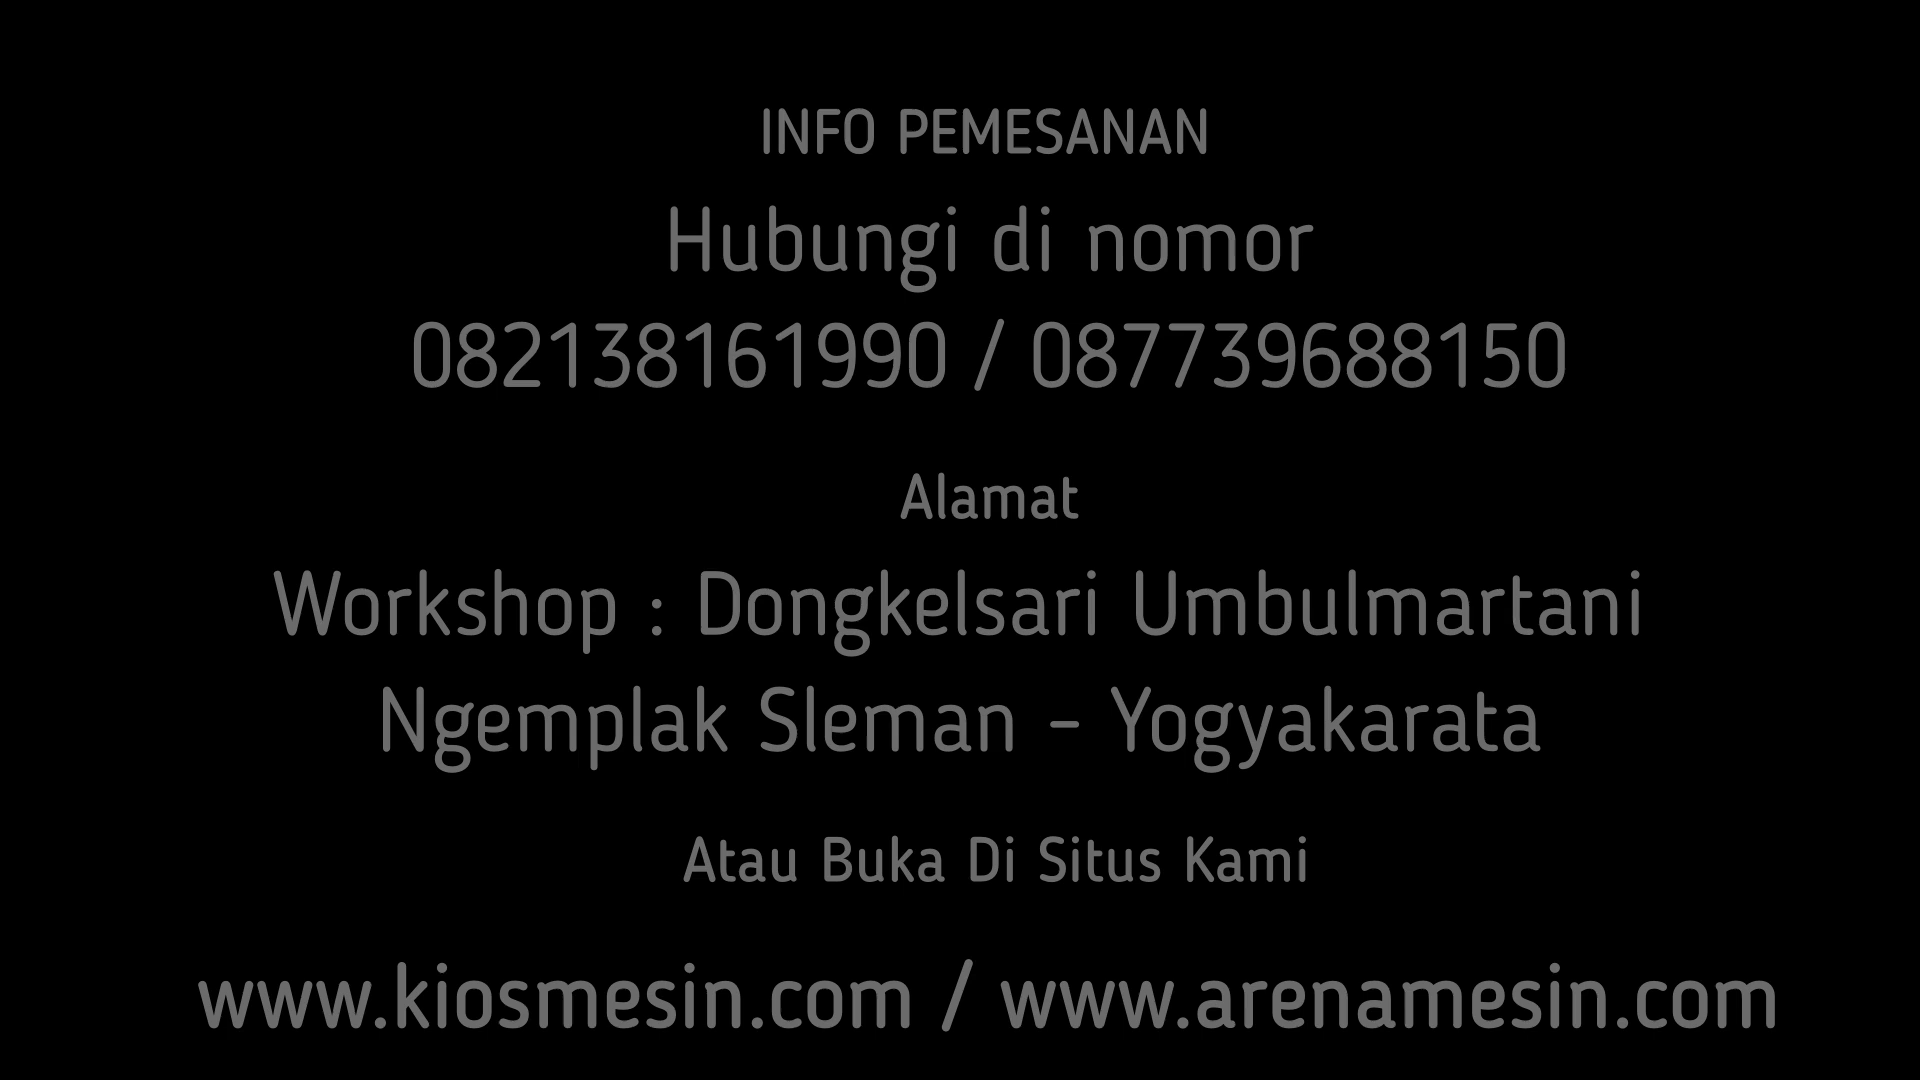 INFO PEMESANAN
Hubungi di nomor
082138161990 / 087739688150
Alamat
Workshop : Dongkelsari Umbulmartani
Ngemplak Sleman - Yogyakarata
Atau Buka Di Situs Kami
www.kiosmesin.com / www.arenamesin.com